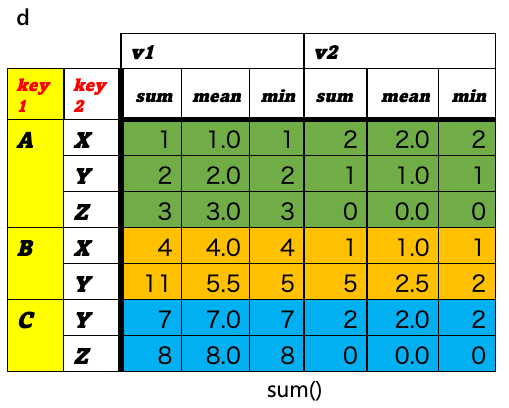 d
v1 v2
key 1 key 2 sum mean min sum mean min
A X 1 1.0 1 2 2.0 2
Y 2 2.0 2 1 1.0 1
Z 3 3.0 3 0 0.0 0
B X 4 4.0 4 1 1.0 1
Y 11 5.5 5 5 2.5 2
C Y 7 7.0 7 2 2.0 2
Z 8 8.0 8 0 0.0 0
sum()